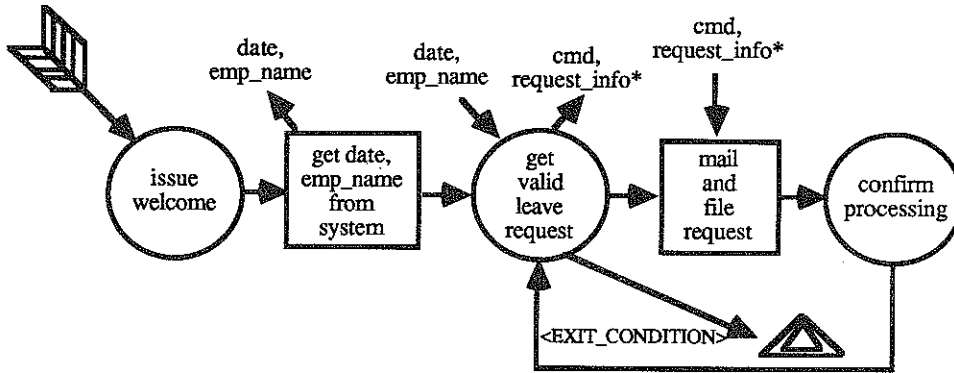 date,
emp_name
date,
emp_name
cmd,
request_info*
cmd,
request_info*
issue
welcome
get date,
emp_name
from
system
get
valid
leave
request
mail
and
file
request
confirm
processing
<EXIT_CONDITION>